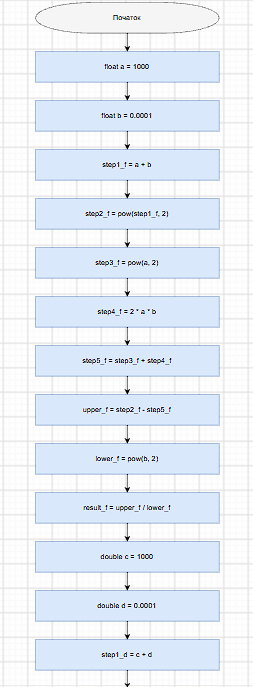 Початок
float a = 1000
float b = 0.0001
step1_f = a + b
step2_f = pow(step1_f, 2)
step3_f = pow(a, 2)
step4_f = 2 * a * b
step5_f = step3_f + step4_f
upper_f = step2_f - step5_f
lower_f = pow(b, 2)
result_f = upper_f / lower_f
double c = 1000
double d = 0.0001
step1_d = c + d